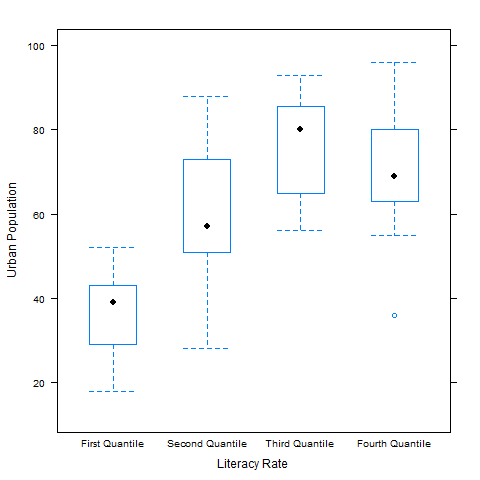 100
80
60
40
20
Urban Population
First Quantile
Second Quantile
Third Quantile
Fourth Quantile
Literacy Rate